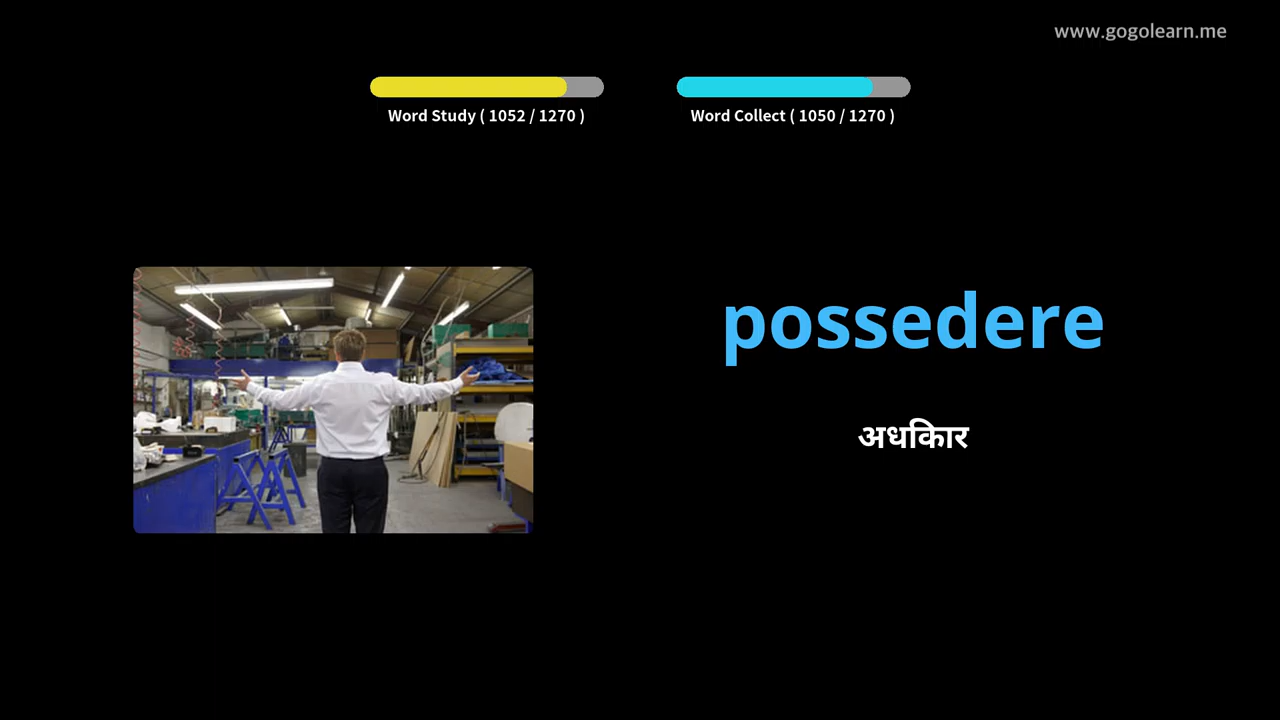 www.gogolearn.me
Word Study ( 1052 / 1270 )
Word Collect ( 1050 / 1270 )
possedere
अधिकार